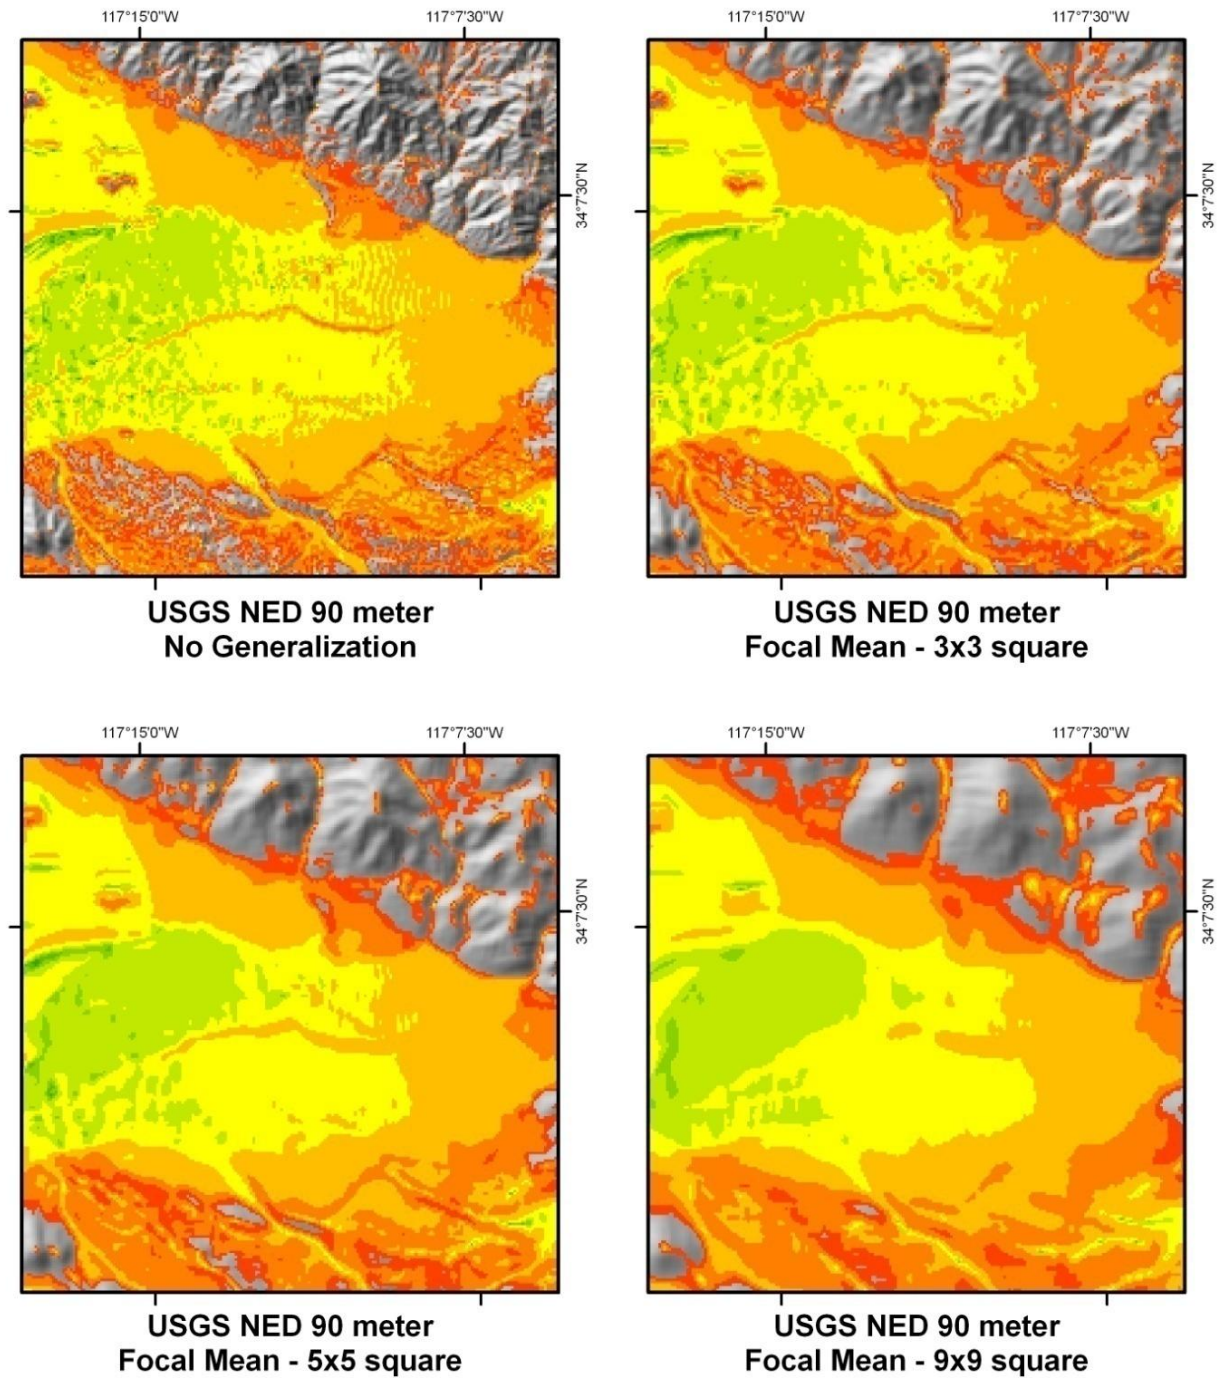 117°15'0"W 117°7'30"W 117°15'0"W 117°7'30"W
34°7'30"N 34°7'30"N
USGS NED 90 meter USGS NED 90 meter
No Generalization Focal Mean - 3x3 square
117°15'0"W 117°7'30"W 117°15'0"W 117°7'30"W
34°7'30"N 34°7'30"N
USGS NED 90 meter USGS NED 90 meter
Focal Mean - 5x5 square Focal Mean - 9x9 square